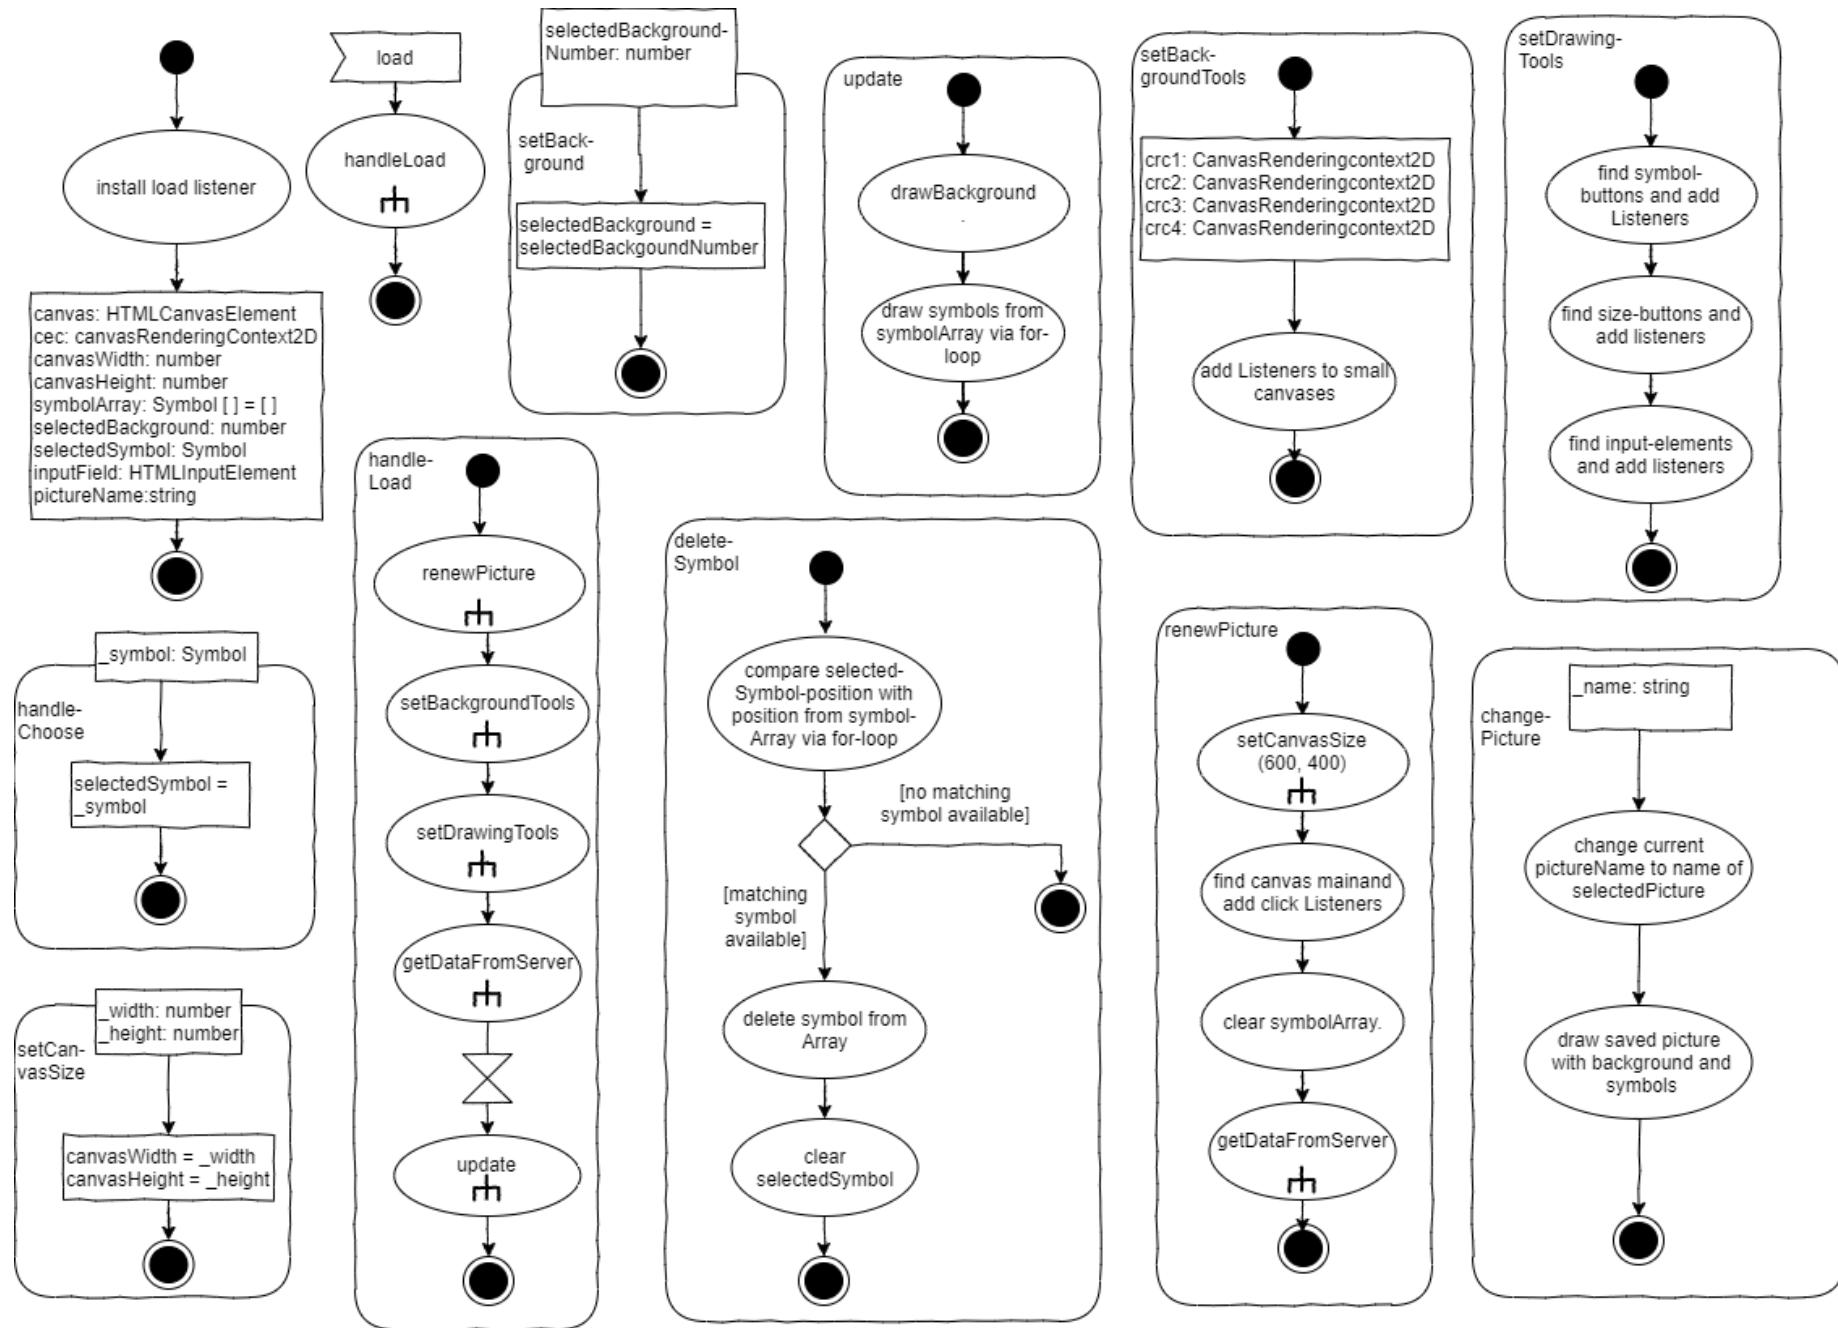 install load listener
canvas: HTMLCanvasElement
cec: canvasRenderingContext2D
canvasWidth: number
canvasHeight: number
symbolArray: Symbol [ ] = [ ]
selectedBackground: number
selectedSymbol: Symbol
inputField: HTMLInputElement
pictureName:string
load
handleLoad
selectedBackground-
Number: number
setBack-
ground
selectedBackground =
selectedBackgoundNumber
update
drawBackground
.
draw symbols from
symbolArray via for-
loop
setBack-
groundTools
crc1: CanvasRenderingcontext2D
crc2: CanvasRenderingcontext2D
crc3: CanvasRenderingcontext2D
crc4: CanvasRenderingcontext2D
add Listeners to small
canvases
setDrawing-
Tools
find symbol-
buttons and add
Listeners
find size-buttons and
add listeners
find input-elements
and add listeners
_symbol: Symbol
handle-
Choose
selectedSymbol =
_symbol
_width: number
_height: number
setCan-
vasSize
canvasWidth = _width
canvasHeight = _height
handle-
Load
renewPicture
setBackgroundTools
setDrawingTools
getDataFromServer
update
delete-
Symbol
compare selected-
Symbol-position with
position from symbol-
Array via for-loop
[no matching
symbol available]
[matching
symbol
available]
delete symbol from
Array
clear
selectedSymbol
renewPicture
setCanvasSize
(600, 400)
find canvas mainand
add click Listeners
clear symbolArray.
getDataFromServer
_name: string
change-
Picture
change current
pictureName to name of
selectedPicture
draw saved picture
with background and
symbols